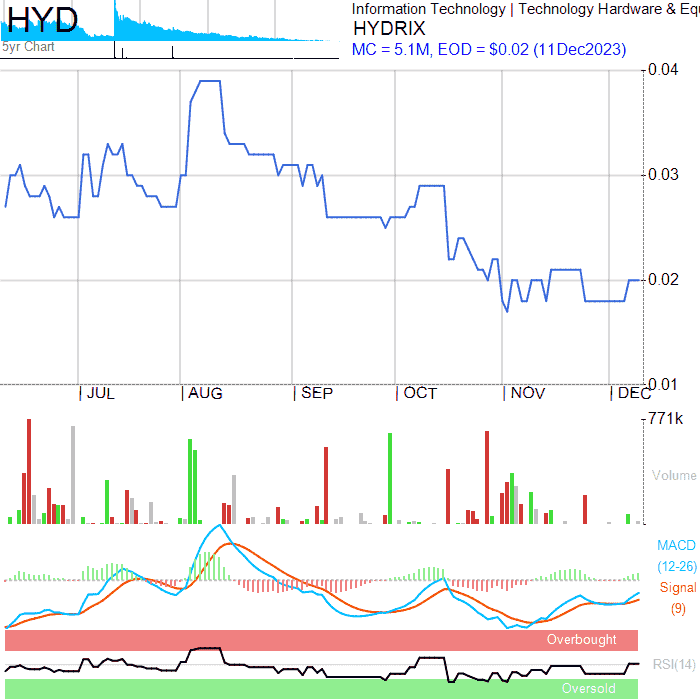 HYD
5yr Chart
Information Technology | Technology Hardware & Equ
HYDRIX
MC = 5.1M, EOD = $0.02 (11Dec2023)
0.04
0.03
0.02
0.01
JUL AUG SEP OCT NOV DEC
771k
Volume
MACD
(12-26)
Signal
(9)
Overbought
RSI(14)
Oversold